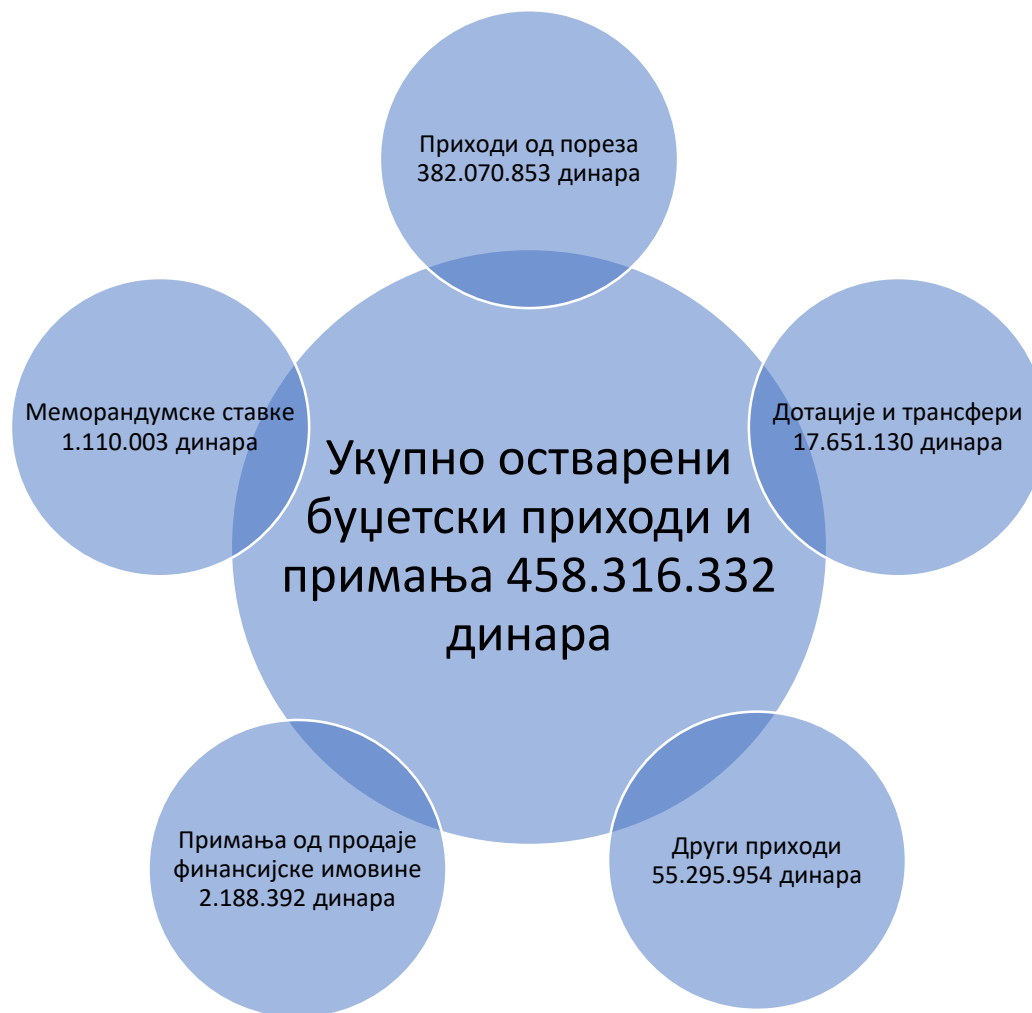 Приходи од пореза
382.070.853 динара
Дотације и трансфери
17.651.130 динара
Меморандумске ставке
1.110.003 динара
Укупно остварени
буџетски приходи и
примања 458.316.332
динара
Други приходи
55.295.954 динара
Примања од продаје
финансијске имовине
2.188.392 динара